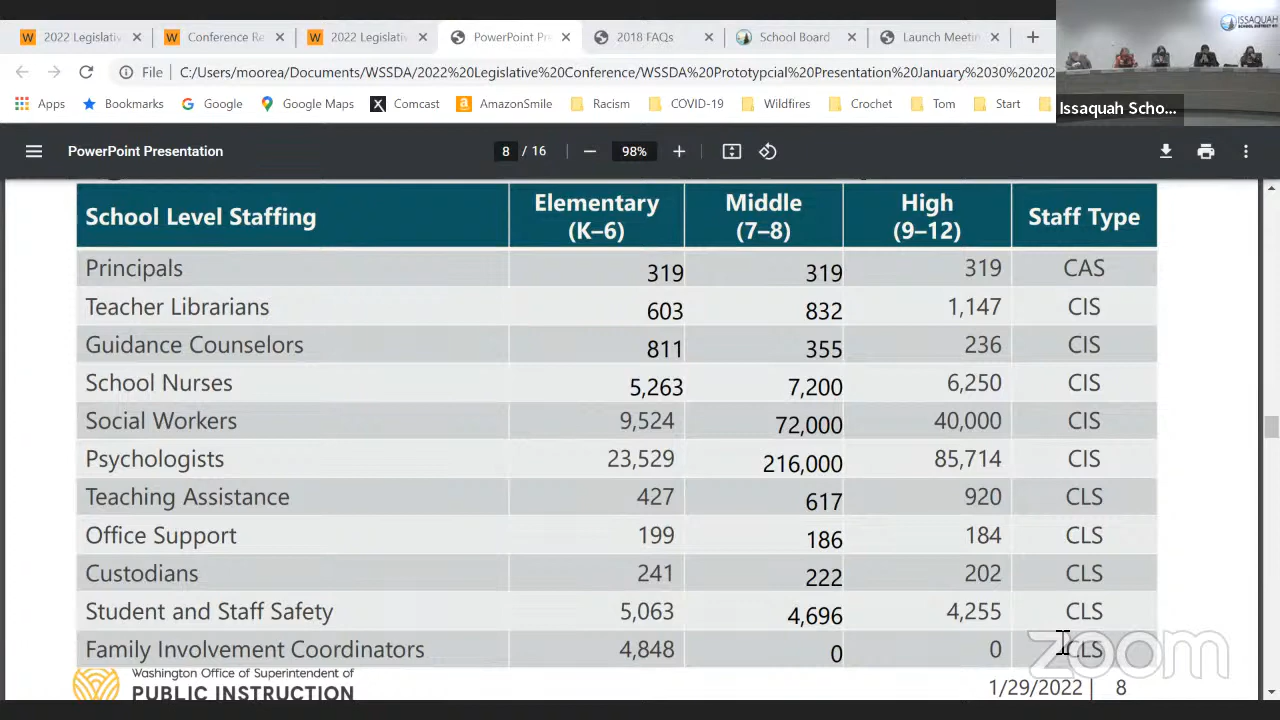 2022 Legislativ
Conference Re
2022 Legislativ
PowerPoint Pre
2018 FAQs
School Board
Launch Meetin
ISSAQUAH
SCHOOL DISTRICT 411
File
C:/Users/moorea/Documents/WSSDA/2022%20Legislative%20Conference/WSSDA%20Prototypcial%20Presentation%20January%2030%202022
Apps
Bookmarks
Google
Google Maps
X
Comcast
a
AmazonSmile
Racism
COVID-1
Wildfires
Crochet
Tom
Start
Issaquah Scho...
PowerPoint Presentation
8 / 16
98%
School Level Staffing Elementary (K–6) Middle (7–8) High (9–12) Staff Type
Principals 319 319 319 CAS
Teacher Librarians 603 832 1,147 CIS
Guidance Counselors 811 355 236 CIS
School Nurses 5,263 7,200 6,250 CIS
Social Workers 9,524 72,000 40,000 CIS
Psychologists 23,529 216,000 85,714 CIS
Teaching Assistance 427 617 920 CLS
Office Support 199 186 184 CLS
Custodians 241 222 202 CLS
Student and Staff Safety 5,063 4,696 4,255 CLS
Family Involvement Coordinators 4,848 0 0 CLS
zoom
Washington Office of Superintendent of
PUBLIC INSTRUCTION
1/29/2022 | 8